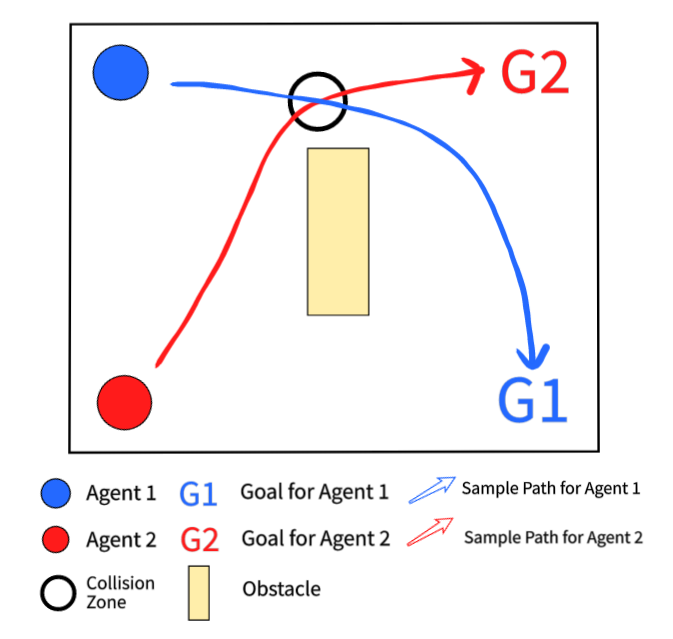 G2
G1
Agent 1 G1 Goal for Agent 1 Sample Path for Agent 1
Agent 2 G2 Goal for Agent 2 Sample Path for Agent 2
Collision
Zone
Obstacle